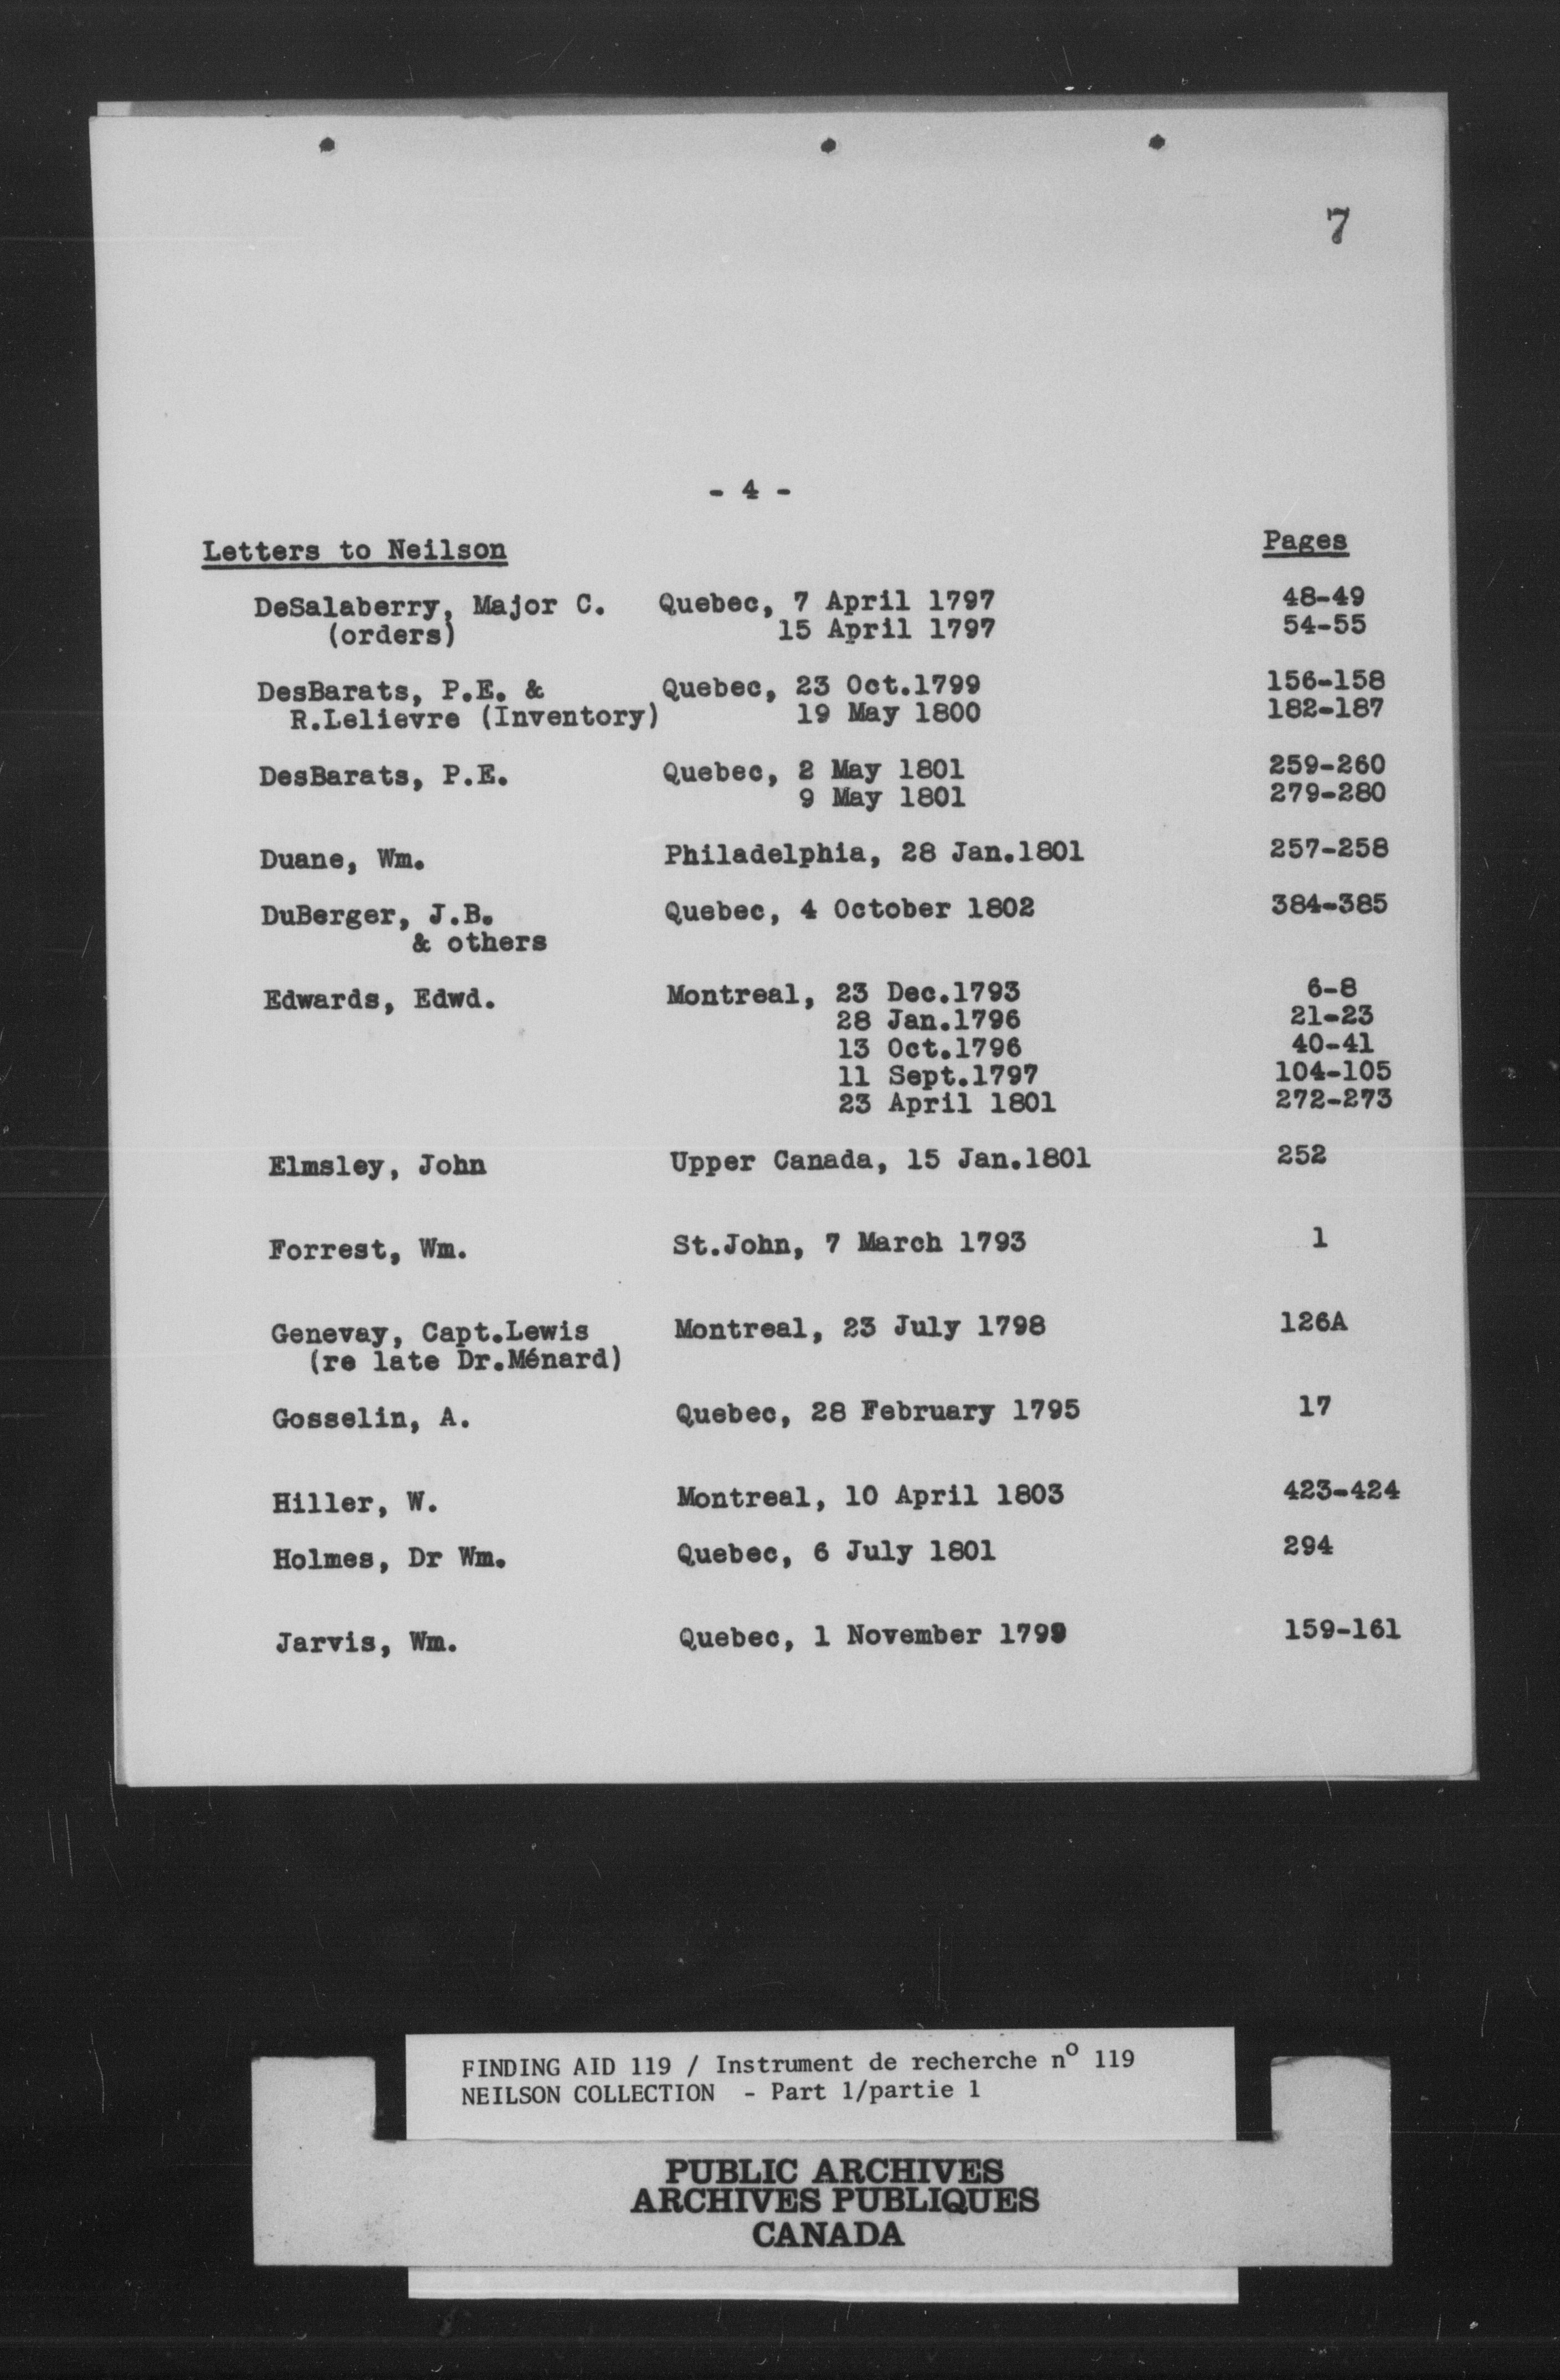 7
- 4 -
Letters to Neilson Pages
DeSalaberry, Major C. Quebec, 7 April 1797 48-49
(orders) 15 April 1797 54-55
DesBarats, P.E. & Quebec, 23 Oct.1799 156-158
R.Lelievre (Inventory) 19 May 1800 182-187
DesBarats, P.E. Quebec, 2 May 1801 259-260
9 May 1801 279-280
Duane, Wm. Philadelphia, 28 Jan.1801 257-258
DuBerger, J.B. Quebec, 4 October 1802 384-385
& others
Edwards, Edwd. Montreal, 23 Dec.1793 6-8
28 Jan.1796 21-23
13 Oct.1796 40-41
11 Sept.1797 104-105
23 April 1801 272-273
Elmsley, John Upper Canada, 15 Jan.1801 252
Forrest, Wm. St.John, 7 March 1793 1
Genevay, Capt.Lewis Montreal, 23 July 1798 126A
(re late Dr.Ménard)
Gosselin, A. Quebec, 28 February 1795 17
Hiller, W. Montreal, 10 April 1803 423-424
Holmes, Dr Wm. Quebec, 6 July 1801 294
Jarvis, Wm. Quebec, 1 November 1799 159-161
FINDING AID 119 / Instrument de recherche nº 119
NEILSON COLLECTION - Part 1/partie 1
PUBLIC ARCHIVES
ARCHIVES PUBLIQUES
CANADA